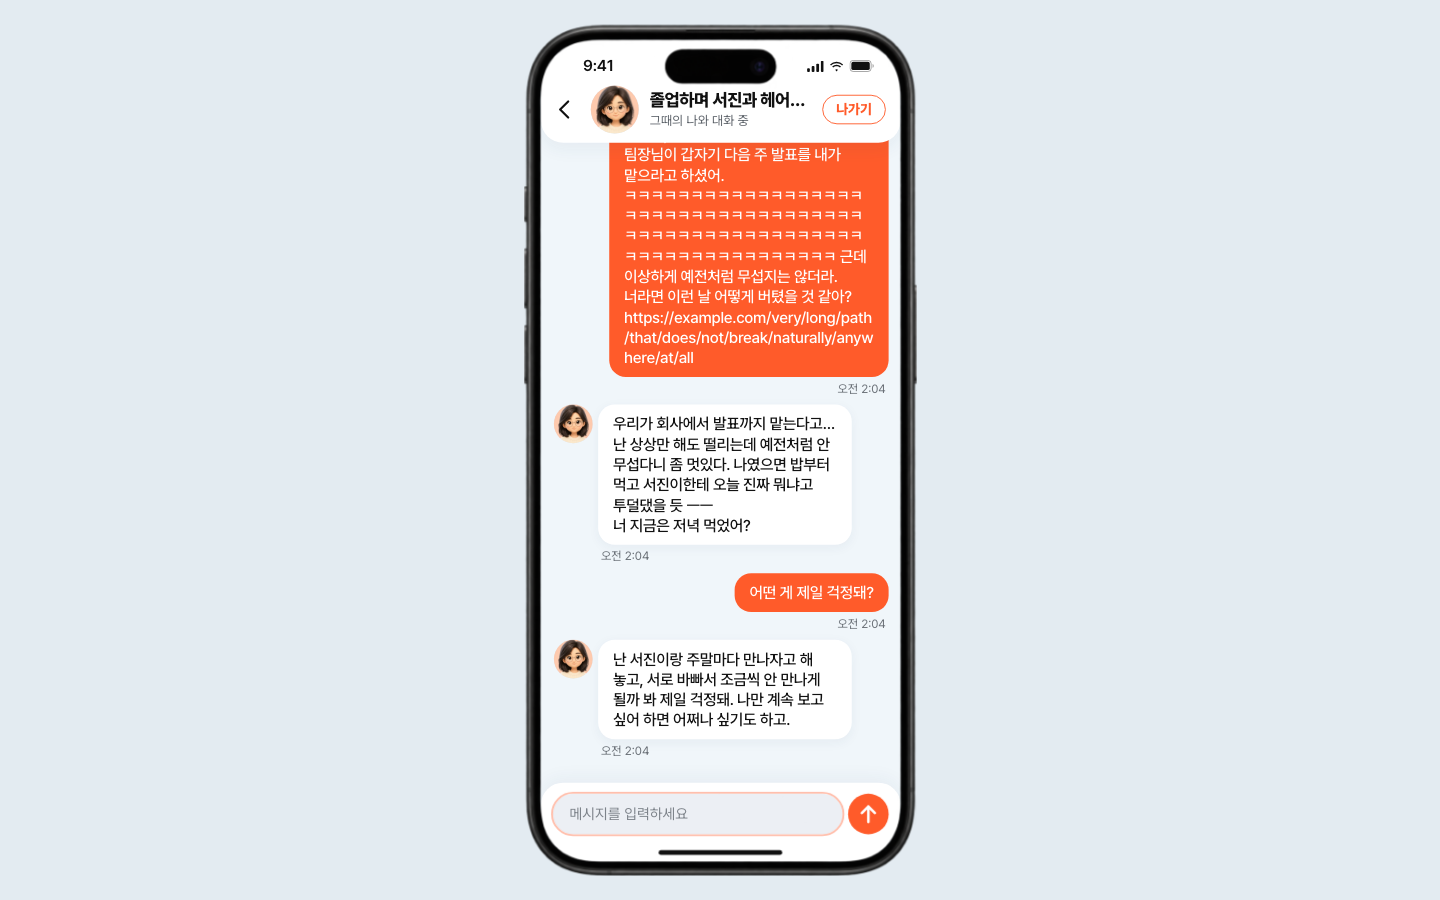 9:41
졸업하며 서진과 헤어...
그때의 나와 대화 중
나가기
팀장님이 갑자기 다음 주 발표를 내가
맡으라고 하셨어.
ㅋㅋㅋㅋㅋㅋㅋㅋㅋㅋㅋㅋㅋㅋㅋㅋㅋㅋ
ㅋㅋㅋㅋㅋㅋㅋㅋㅋㅋㅋㅋㅋㅋㅋㅋㅋㅋ
ㅋㅋㅋㅋㅋㅋㅋㅋㅋㅋㅋㅋㅋㅋㅋㅋㅋㅋ
ㅋㅋㅋㅋㅋㅋㅋㅋㅋㅋㅋㅋㅋㅋㅋㅋ 근데
이상하게 예전처럼 무섭지는 않더라.
너라면 이런 날 어떻게 버텼을 것 같아?
https://example.com/very/long/path
/that/does/not/break/naturally/anyw
here/at/all
오전 2:04
우리가 회사에서 발표까지 맡는다고...
난 상상만 해도 떨리는데 예전처럼 안
무섭다니 좀 멋있다. 나였으면 밥부터
먹고 서진이한테 오늘 진짜 뭐냐고
투덜댔을 듯 ㅡㅡ
너 지금은 저녁 먹었어?
오전 2:04
어떤 게 제일 걱정돼?
오전 2:04
난 서진이랑 주말마다 만나자고 해
놓고, 서로 바빠서 조금씩 안 만나게
될까 봐 제일 걱정돼. 나만 계속 보고
싶어 하면 어쩌나 싶기도 하고.
오전 2:04
메시지를 입력하세요